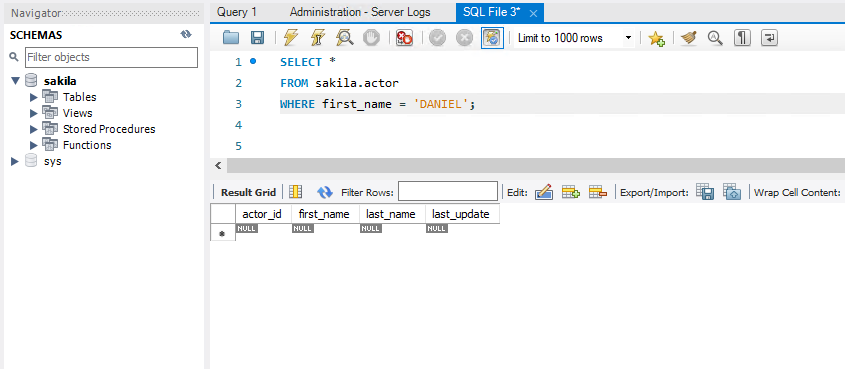 Navigator
SCHEMAS
Filter objects
sakila
Tables
Views
Stored Procedures
Functions
sys
Query 1 Administration - Server Logs SQL File 3*
Limit to 1000 rows
1 SELECT *
2 FROM sakila.actor
3 WHERE first_name = 'DANIEL';
4
5
Result Grid Filter Rows: Edit: Export/Import: Wrap Cell Content:
actor_id first_name last_name last_update
NULL NULL NULL NULL